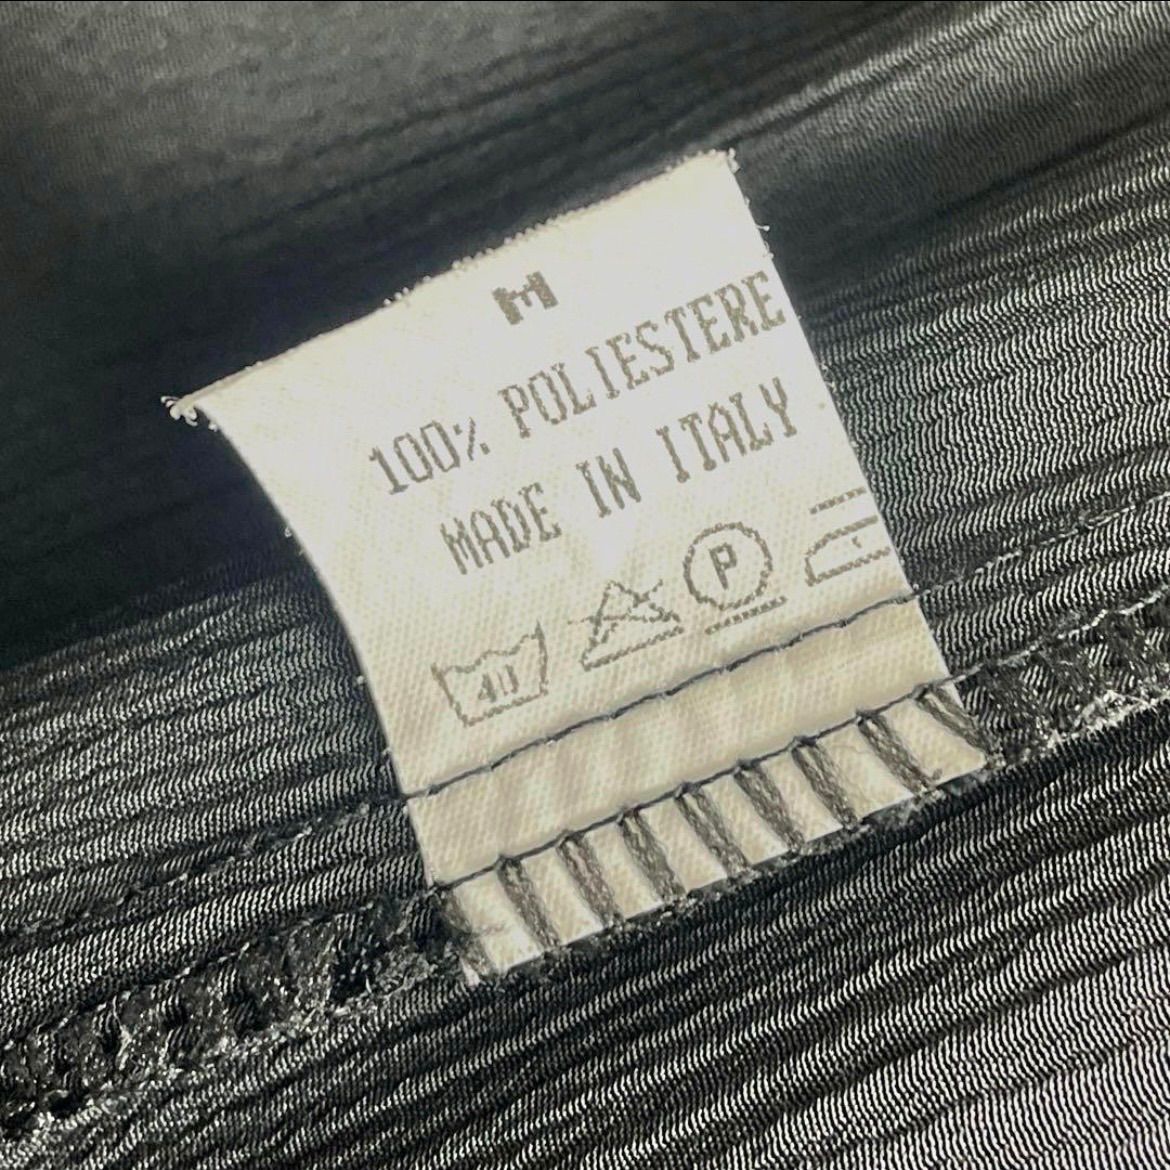 M
100% POLIESTERE
MADE IN ITALY
40 P